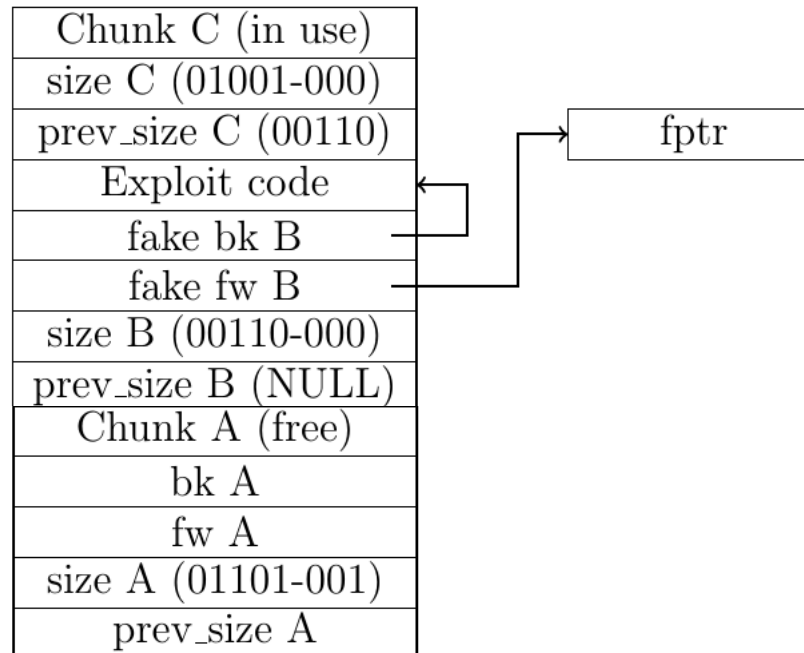 Chunk C (in use)
size C (01001-000)
prev_size C (00110)
fptr
Exploit code
fake bk B
fake fw B
size B (00110-000)
prev_size B (NULL)
Chunk A (free)
bk A
fw A
size A (01101-001)
prev_size A